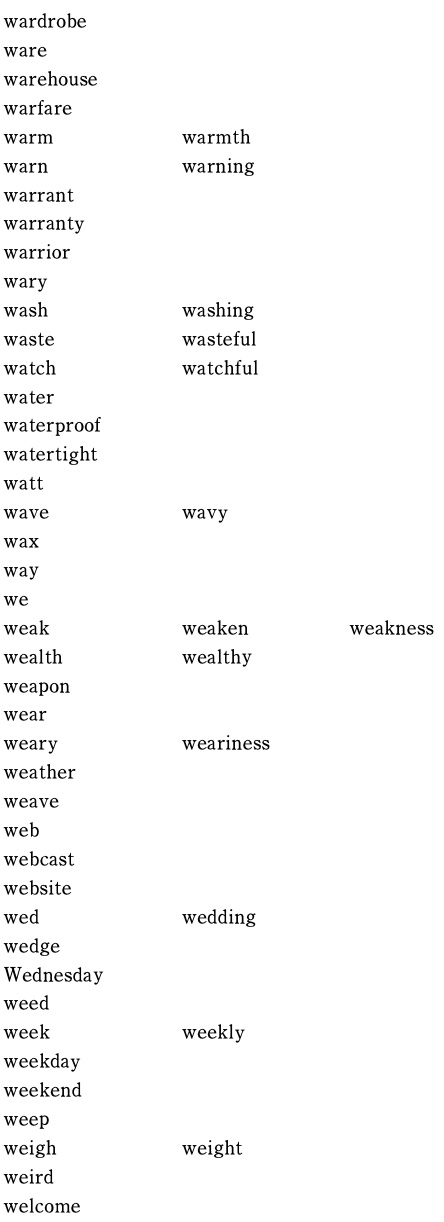 wardrobe
ware
warehouse
warfare
warm warmth
warn warning
warrant
warranty
warrior
wary
wash washing
waste wasteful
watch watchful
water
waterproof
watertight
watt
wave wavy
wax
way
we
weak weaken weakness
wealth wealthy
weapon
wear
weary weariness
weather
weave
web
webcast
website
wed wedding
wedge
Wednesday
weed
week weekly
weekday
weekend
weep
weigh weight
weird
welcome